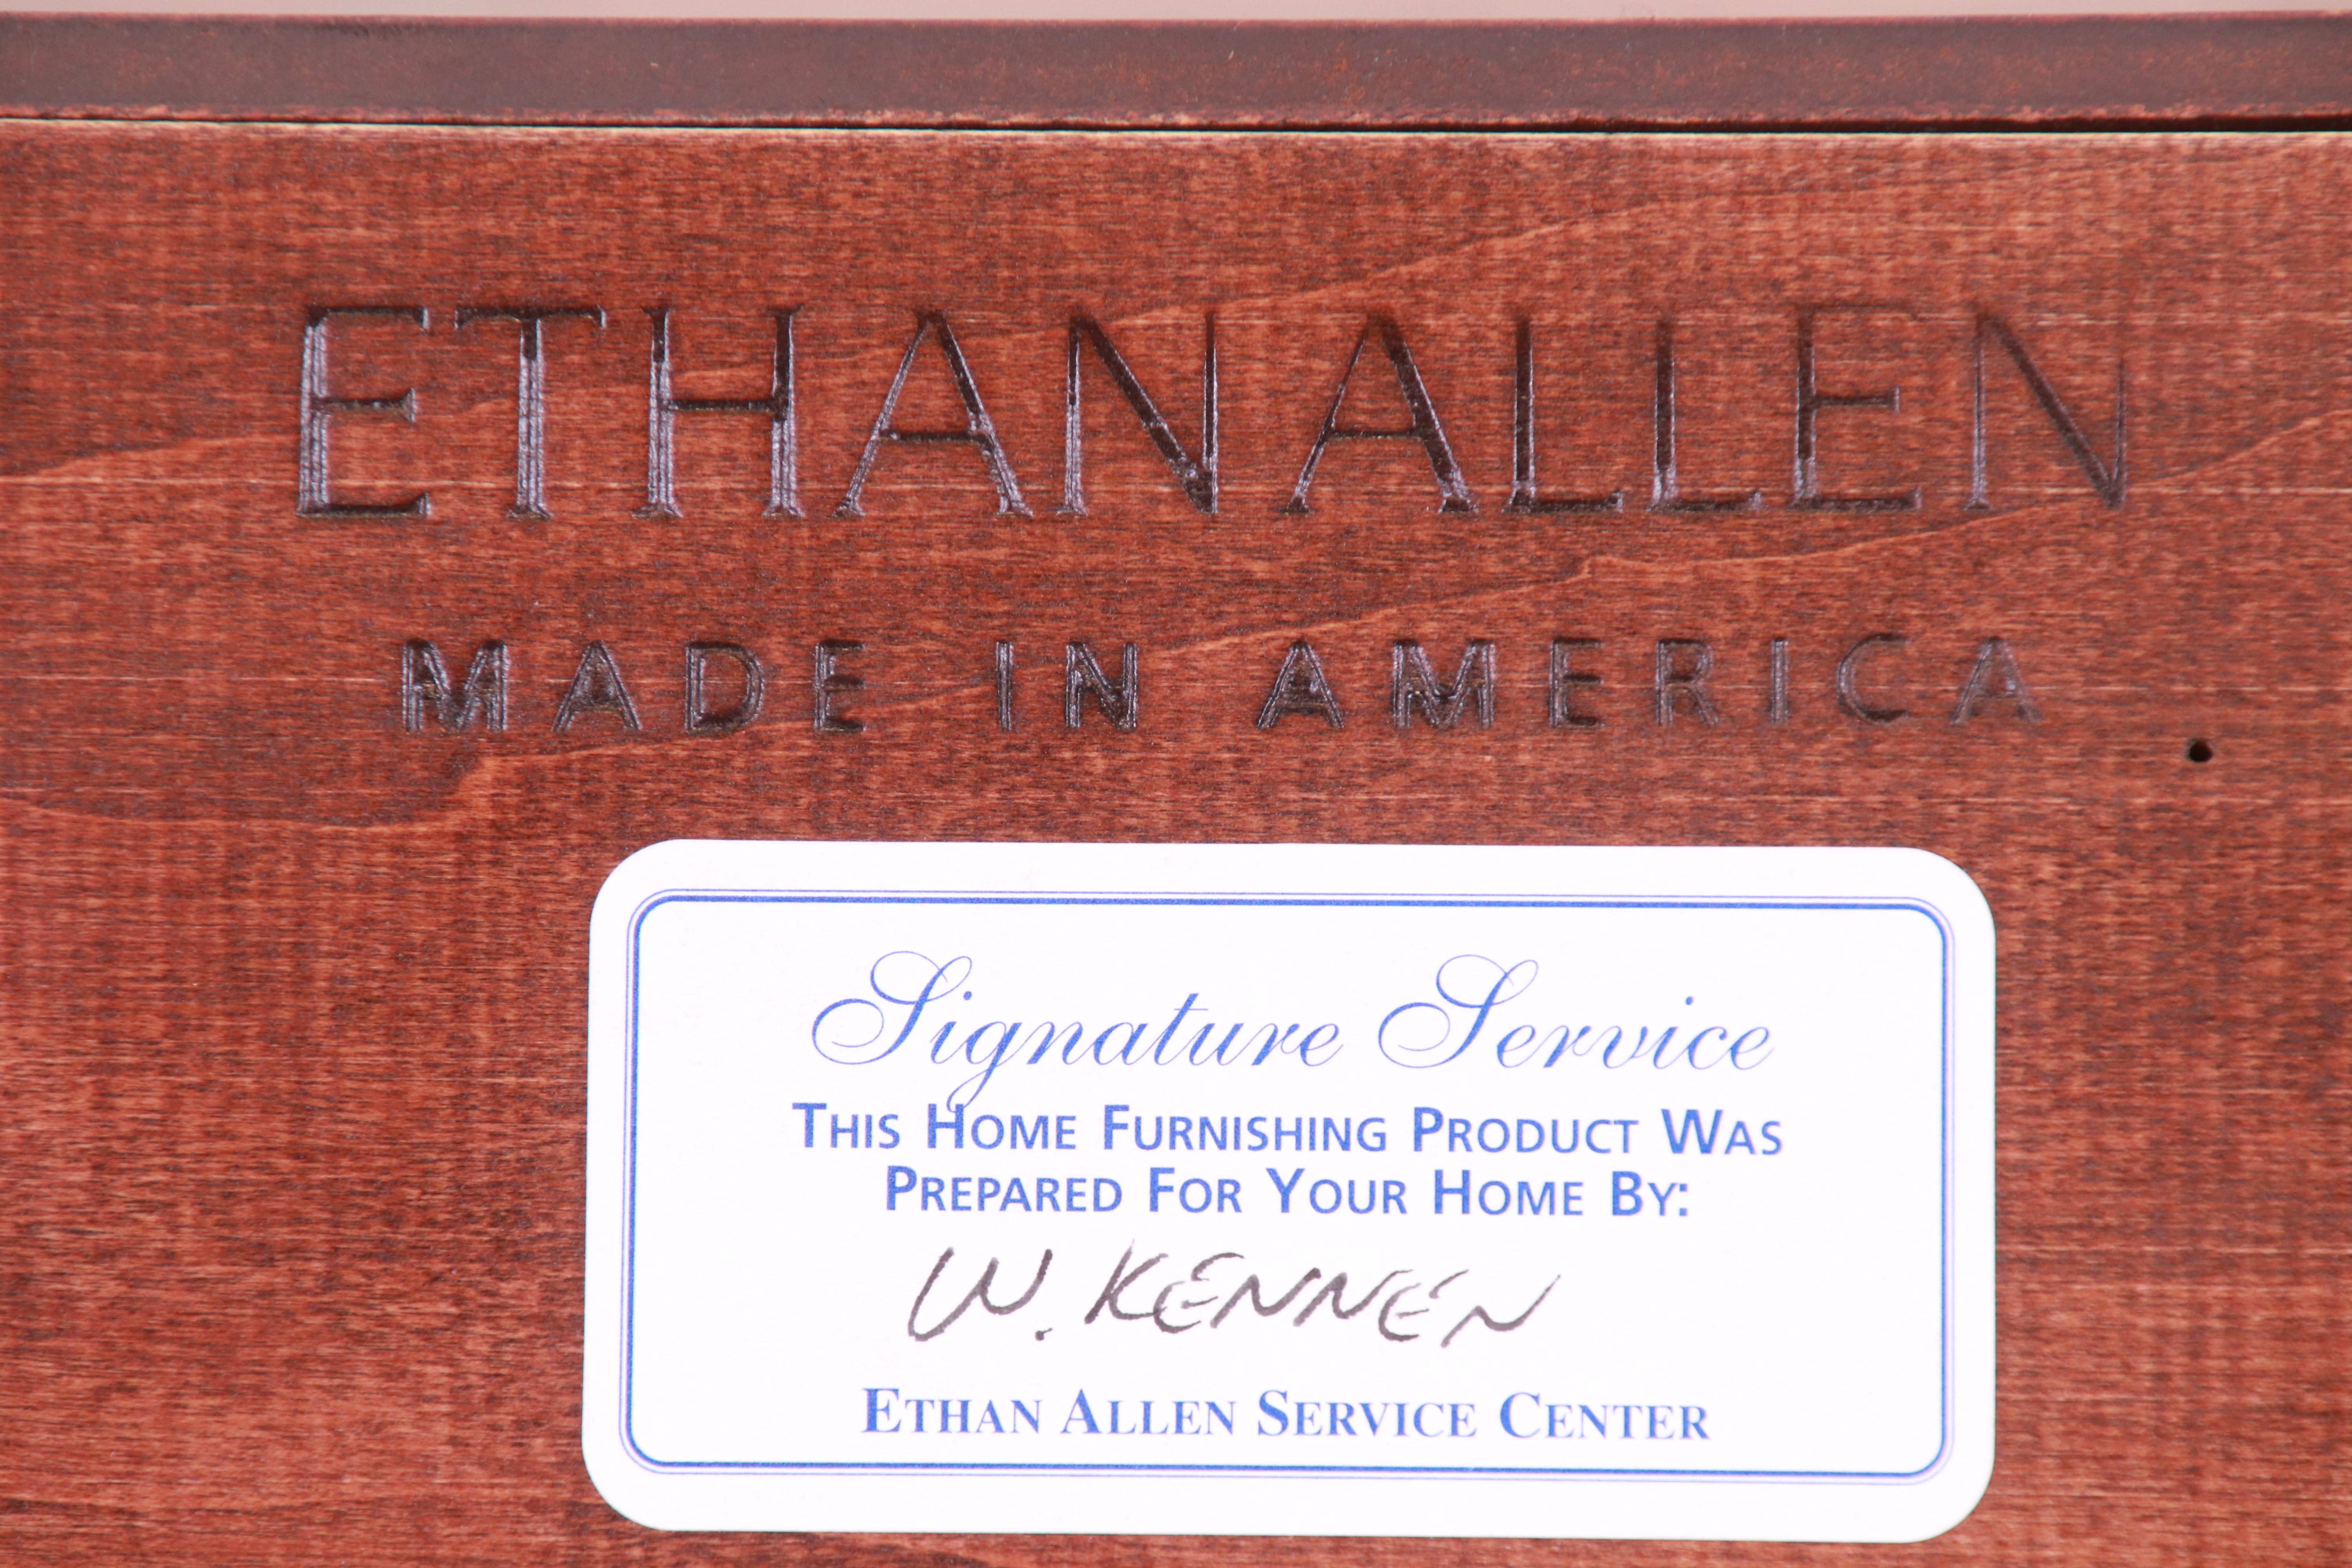 ETHAN ALLEN
MADE IN AMERICA
Signature Service
THIS HOME FURNISHING PRODUCT WAS
PREPARED FOR YOUR HOME BY:
W. KENNEN
ETHAN ALLEN SERVICE CENTER